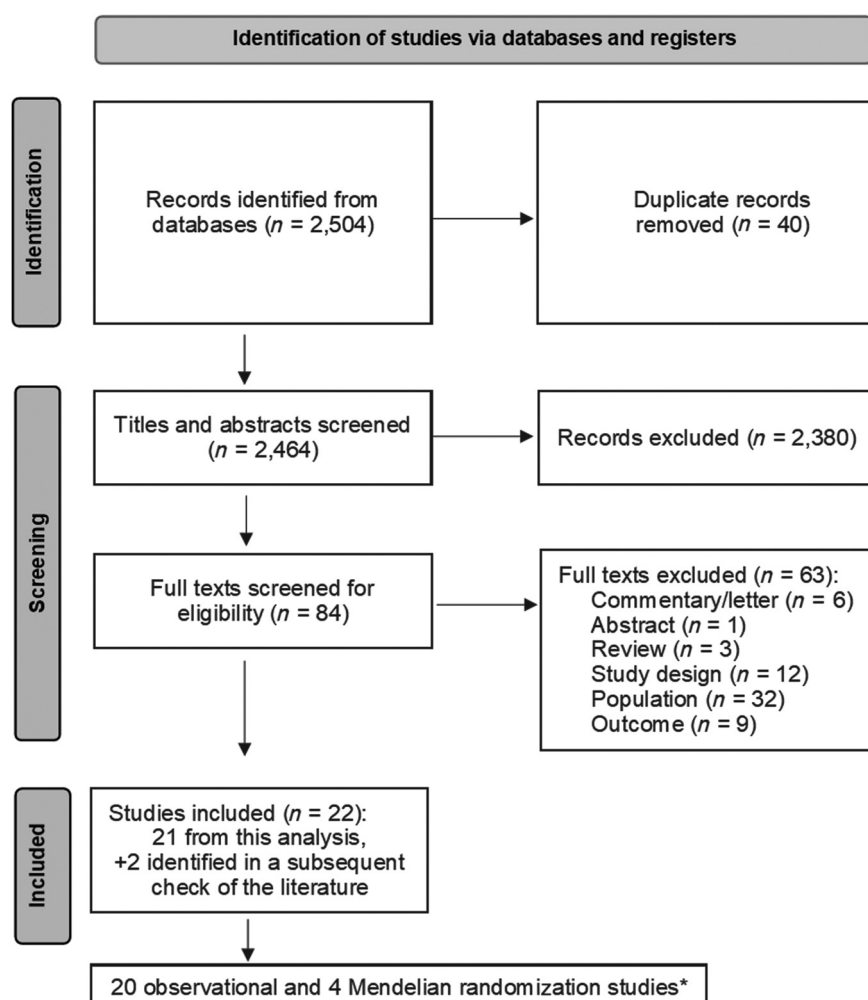 Identification of studies via databases and registers
Identification
Records identified from
databases (n = 2,504)
Duplicate records
removed (n = 40)
Screening
Titles and abstracts screened
(n = 2,464)
Records excluded (n = 2,380)
Full texts screened for
eligibility (n = 84)
Full texts excluded (n = 63):
Commentary/letter (n = 6)
Abstract (n = 1)
Review (n = 3)
Study design (n = 12)
Population (n = 32)
Outcome (n = 9)
Included
Studies included (n = 22):
21 from this analysis,
+2 identified in a subsequent
check of the literature
20 observational and 4 Mendelian randomization studies*